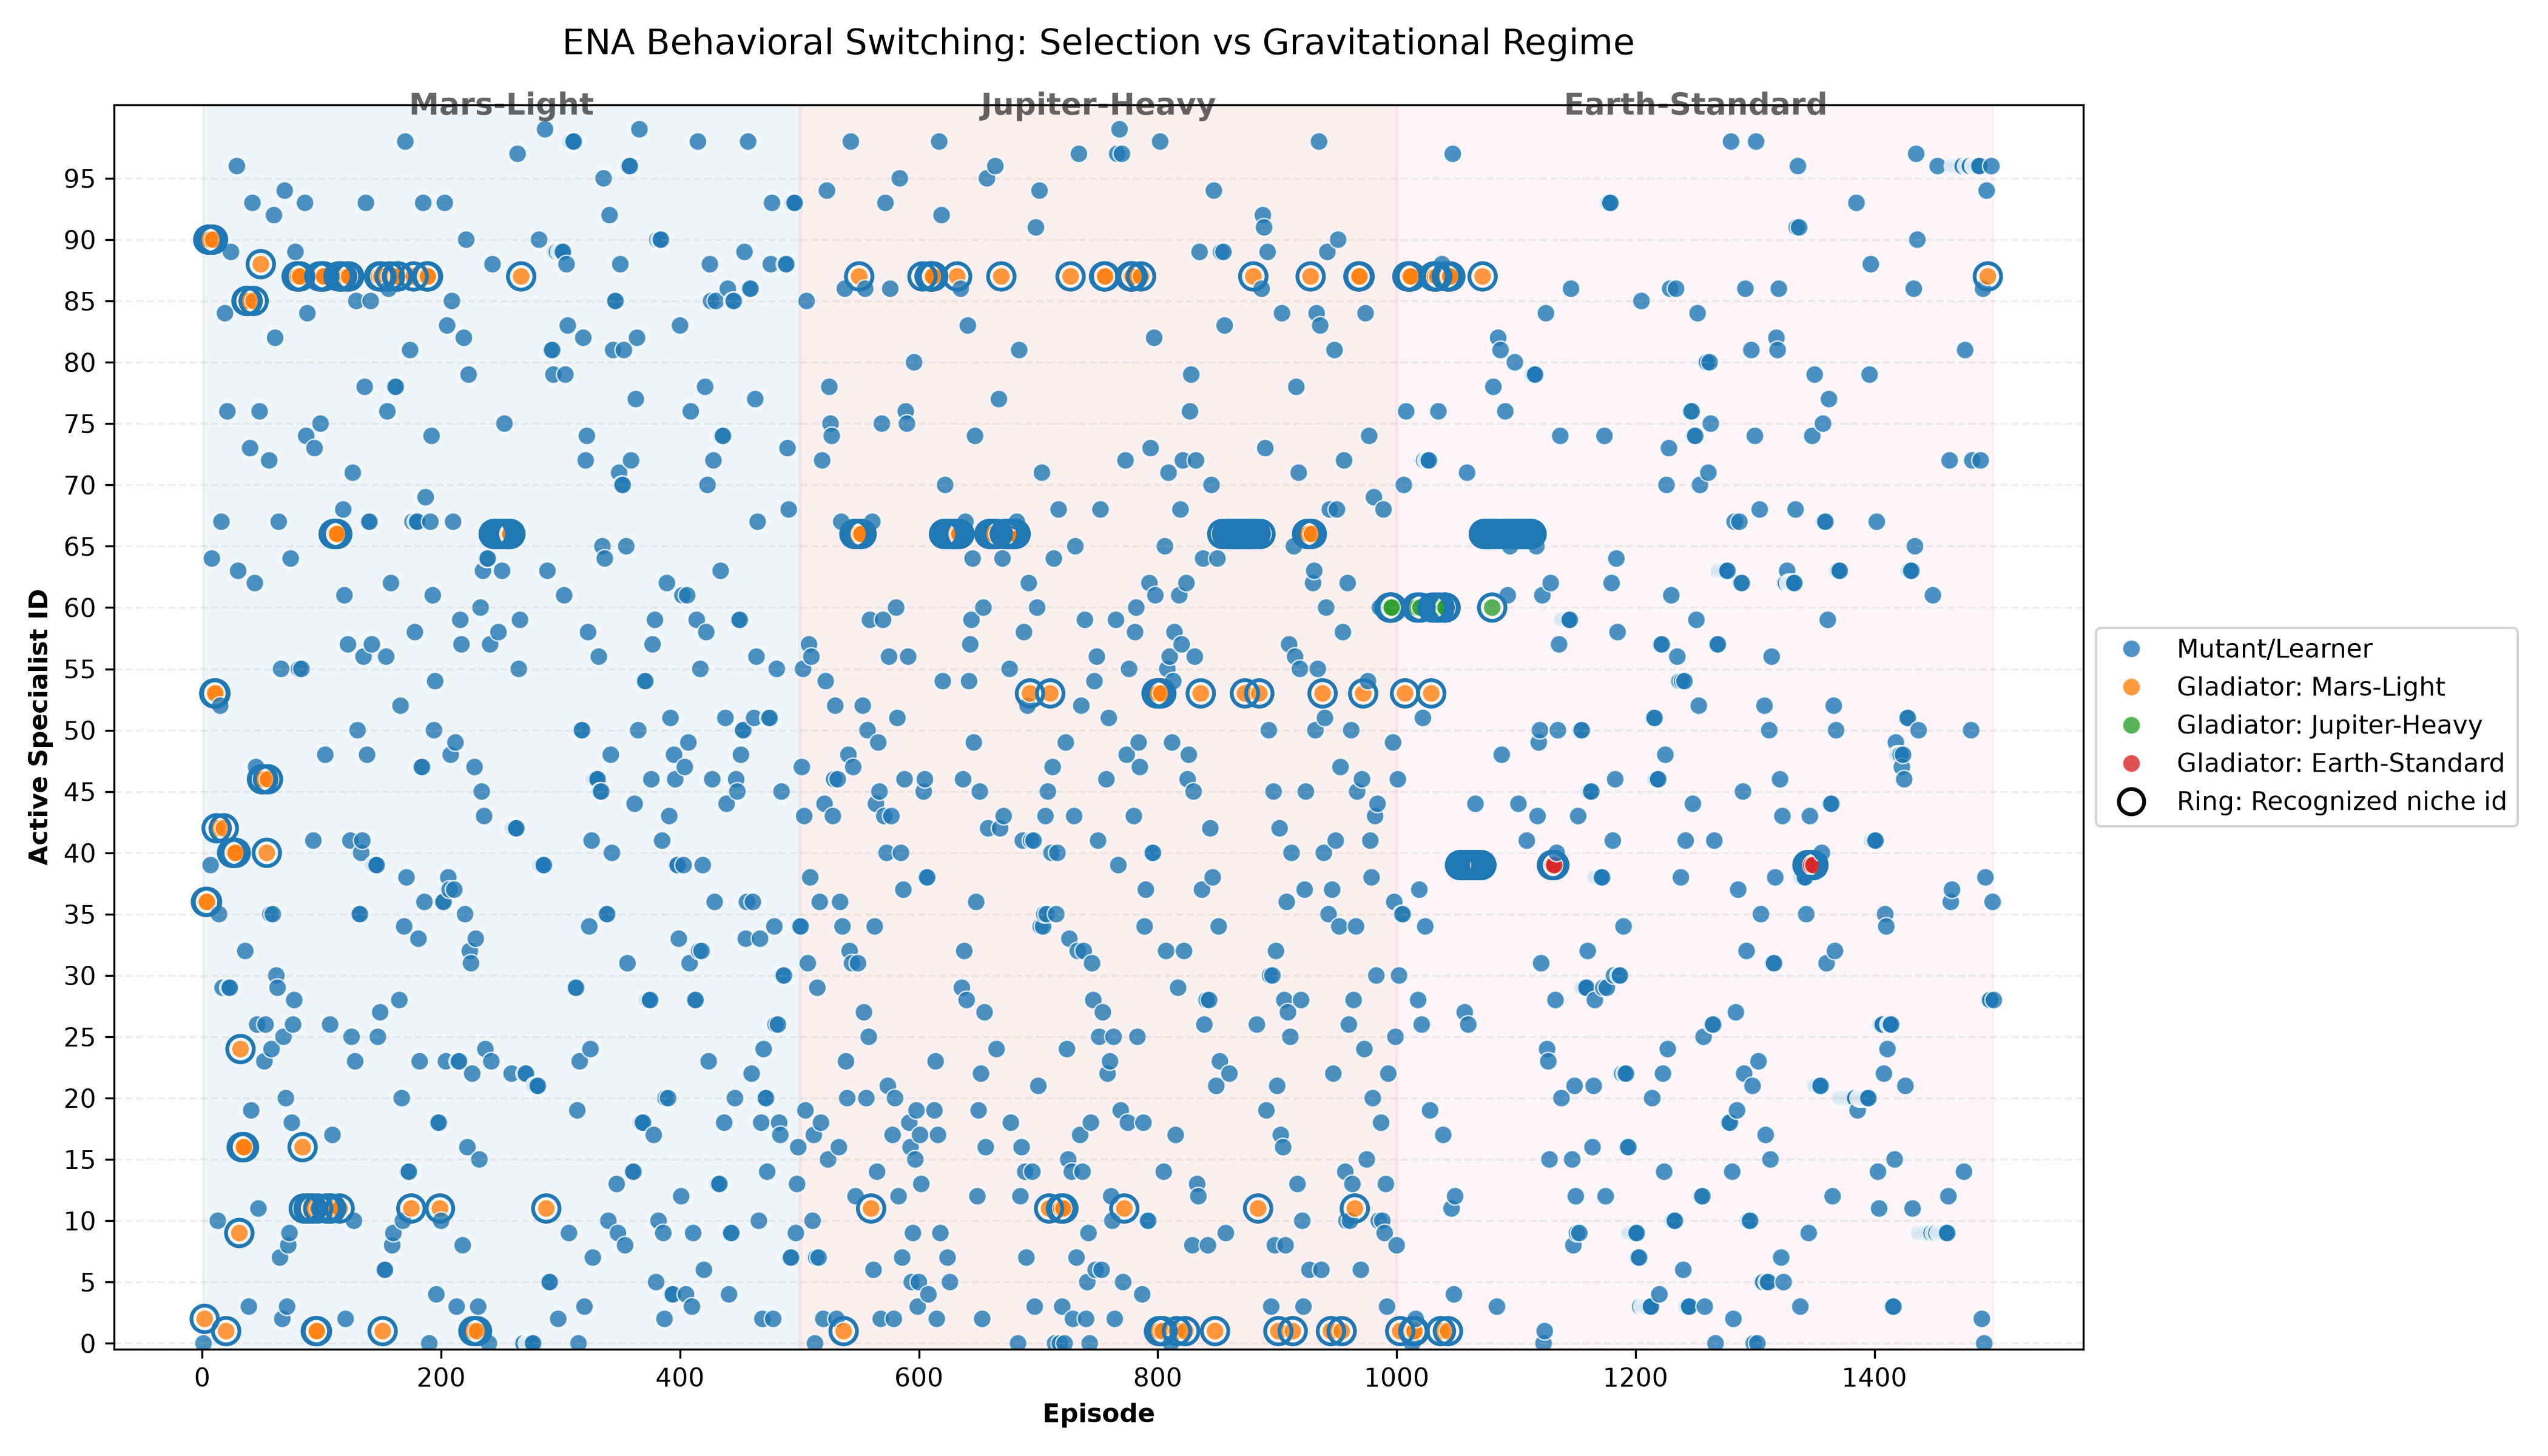 ENA Behavioral Switching: Selection vs Gravitational Regime
Mars-Light
Jupiter-Heavy
Earth-Standard
Active Specialist ID
95
90
85
80
75
70
65
60
55
50
45
40
35
30
25
20
15
10
5
0
0 200 400 600 800 1000 1200 1400
Episode
Mutant/Learner
Gladiator: Mars-Light
Gladiator: Jupiter-Heavy
Gladiator: Earth-Standard
Ring: Recognized niche id